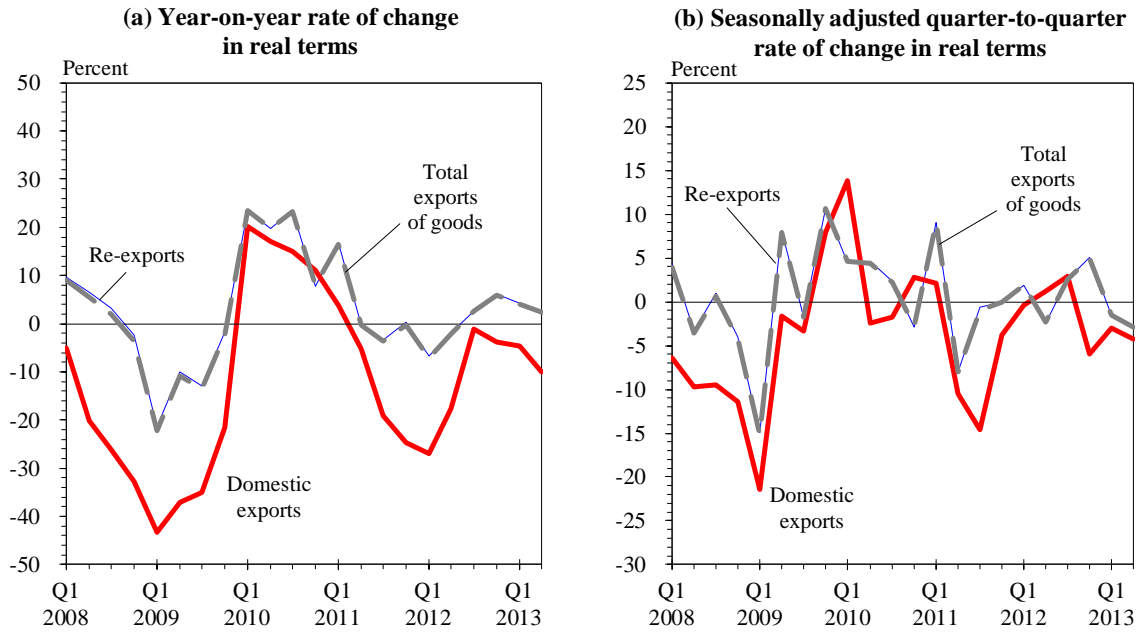 (a) Year-on-year rate of change
in real terms
Percent
50
40
30
20
10
0
-10
-20
-30
-40
-50
Total
exports
of goods
Re-exports
Domestic
exports
Q1 Q1 Q1 Q1 Q1 Q1
2008 2009 2010 2011 2012 2013
(b) Seasonally adjusted quarter-to-quarter
rate of change in real terms
Percent
25
20
15
10
5
0
-5
-10
-15
-20
-25
-30
Total
exports
of goods
Re-exports
Domestic
exports
Q1 Q1 Q1 Q1 Q1 Q1
2008 2009 2010 2011 2012 2013